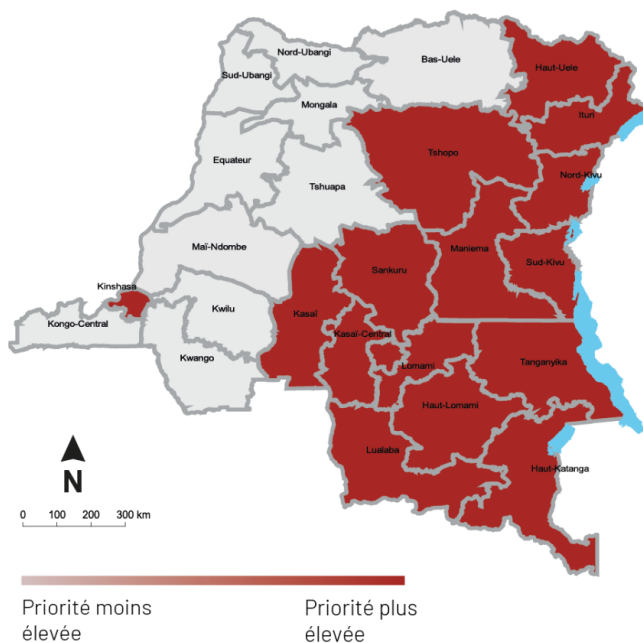 Nord-Ubangi
Bas-Uele
Haut-Uele
Sud-Ubangi
Mongala
Ituri
Tshopo
Equateur
Nord-Kivu
Tshuapa
Maï-Ndombe
Maniema
Sankuru
Sud-Kivu
Kinshasa
Kasaï
Kwilu
Kongo-Central
Kasaï-Central
Kwango
Lomami
Tanganyika
Haut-Lomami
Lualaba
Haut-Katanga
N
0 100 200 300 km
Priorité moins
élevée
Priorité plus
élevée